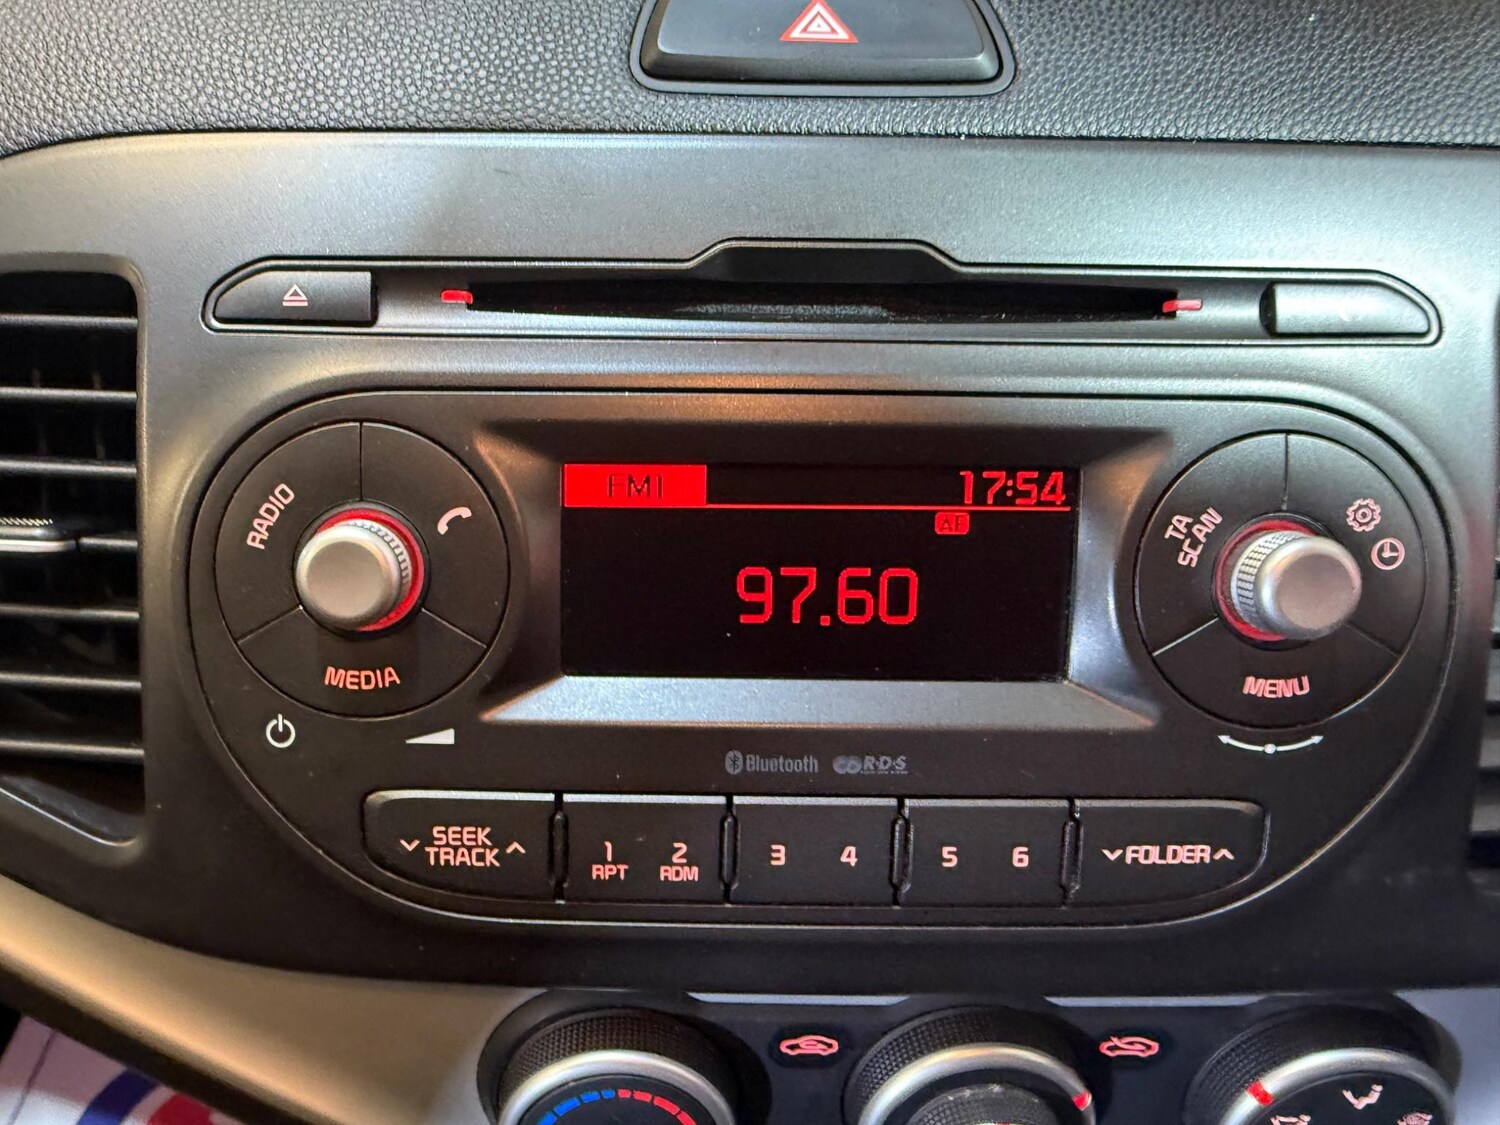 FM1
17:54
AF
97.60
RADIO
MEDIA
TA
SCAN
MENU
Bluetooth
R·D·S
SEEK
TRACK
1
RPT
2
RDM
3
4
5
6
FOLDER